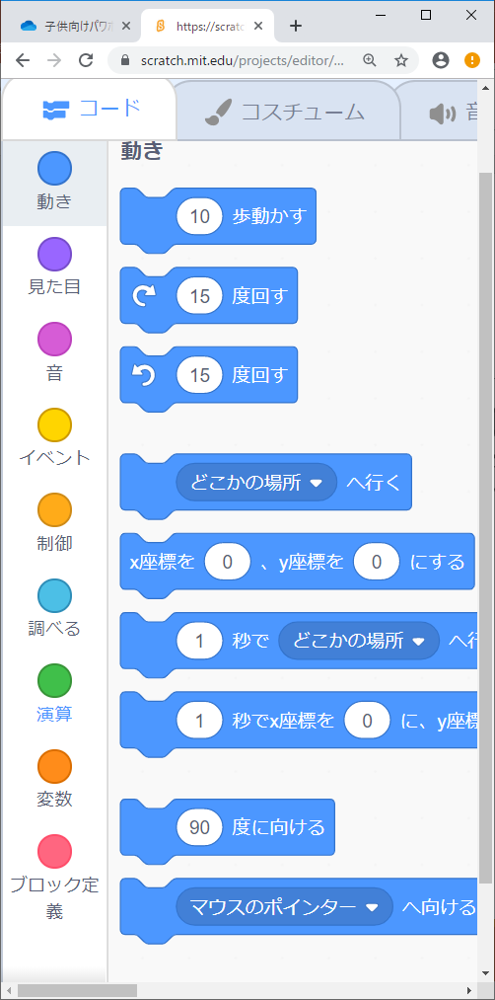 子供向けパワポ
https://scratc
scratch.mit.edu/projects/editor/...
コード
コスチューム
音
動き
見た目
音
イベント
制御
調べる
演算
変数
ブロック定
義
動き
10 歩動かす
15 度回す
15 度回す
どこかの場所 へ行く
x座標を 0 、y座標を 0 にする
1 秒で どこかの場所 へ行
1 秒でx座標を 0 に、y座標
90 度に向ける
マウスのポインター へ向ける